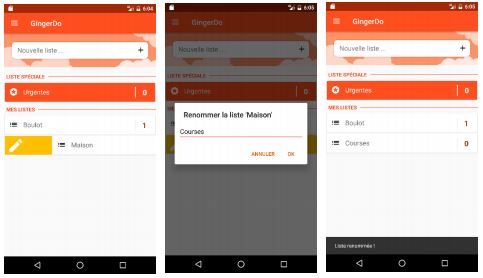 6:04
GingerDo
Nouvelle liste ...
+
LISTE SPÉCIALE
Urgentes 0
MES LISTES
Boulot 1
Maison
6:05
GingerDo
Nouvelle liste ...
+
LISTE SPÉCIALE
Urgentes 0
Renommer la liste 'Maison'
Courses
ANNULER OK
6:05
GingerDo
Nouvelle liste ...
+
LISTE SPÉCIALE
Urgentes 0
MES LISTES
Boulot 1
Courses 0
Liste renommée !